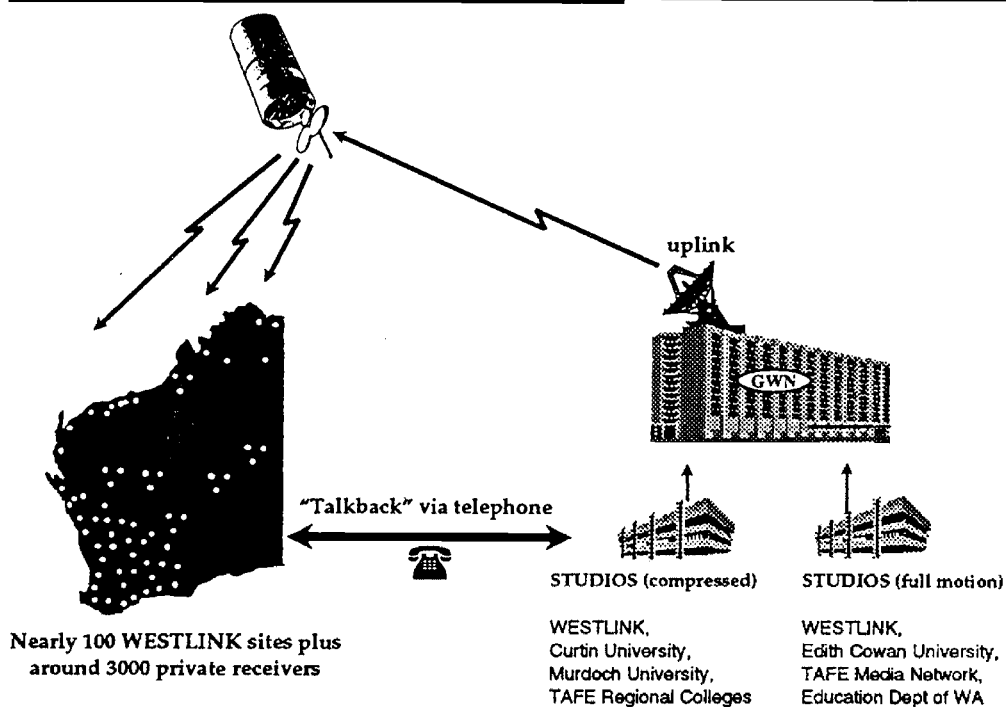 uplink
GWN
"Talkback" via telephone
STUDIOS (compressed)
STUDIOS (full motion)
Nearly 100 WESTLINK sites plus
around 3000 private receivers
WESTLINK,
Curtin University,
Murdoch University,
TAFE Regional Colleges
WESTLINK,
Edith Cowan University,
TAFE Media Network,
Education Dept of WA